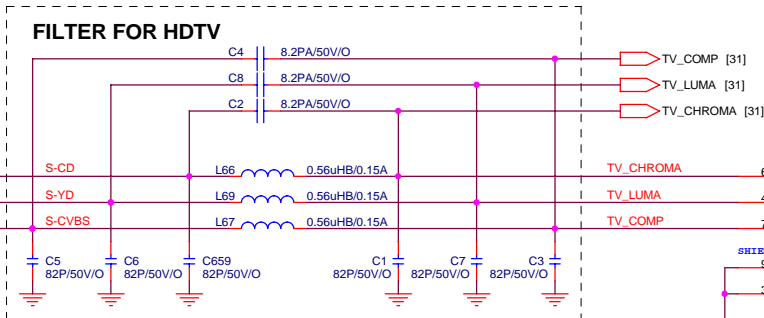 FILTER FOR HDTV
C4 8.2PA/50V/O TV_COMP [31]
C8 8.2PA/50V/O TV_LUMA [31]
C2 8.2PA/50V/O TV_CHROMA [31]
S-CD L66 0.56uHB/0.15A TV_CHROMA
S-YD L69 0.56uHB/0.15A TV_LUMA
S-CVBS L67 0.56uHB/0.15A TV_COMP
SHIE
C5 C6 C659 C1 C7 C3
82P/50V/O 82P/50V/O 82P/50V/O 82P/50V/O 82P/50V/O 82P/50V/O